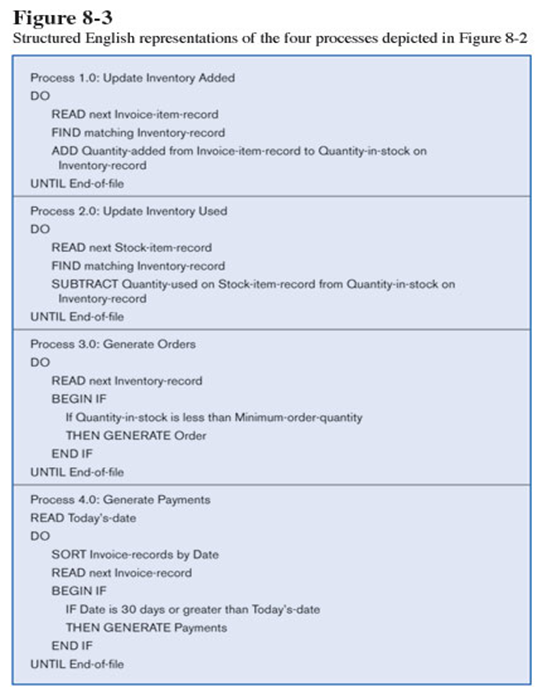 Figure 8-3
Structured English representations of the four processes depicted in Figure 8-2
Process 1.0: Update Inventory Added
DO
READ next Invoice-item-record
FIND matching Inventory-record
ADD Quantity-added from Invoice-item-record to Quantity-in-stock on
Inventory-record
UNTIL End-of-file
Process 2.0: Update Inventory Used
DO
READ next Stock-item-record
FIND matching Inventory-record
SUBTRACT Quantity-used on Stock-item-record from Quantity-in-stock on
Inventory-record
UNTIL End-of-file
Process 3.0: Generate Orders
DO
READ next Inventory-record
BEGIN IF
If Quantity-in-stock is less than Minimum-order-quantity
THEN GENERATE Order
END IF
UNTIL End-of-file
Process 4.0: Generate Payments
READ Today's-date
DO
SORT Invoice-records by Date
READ next Invoice-record
BEGIN IF
IF Date is 30 days or greater than Today's-date
THEN GENERATE Payments
END IF
UNTIL End-of-file